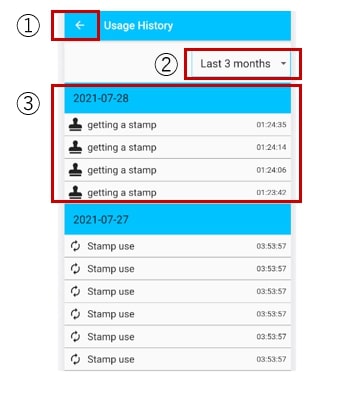 ① ← Usage History
② Last 3 months
③ 2021-07-28
getting a stamp 01:24:35
getting a stamp 01:24:14
getting a stamp 01:24:06
getting a stamp 01:23:42
2021-07-27
Stamp use 03:53:57
Stamp use 03:53:57
Stamp use 03:53:57
Stamp use 03:53:57
Stamp use 03:53:57
Stamp use 03:53:57